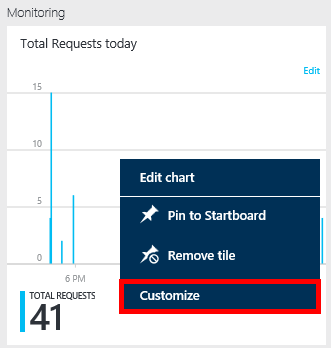 Monitoring
Total Requests today
Edit
15
10
5
0
6 PM
Edit chart
Pin to Startboard
Remove tile
Customize
TOTAL REQUESTS
41